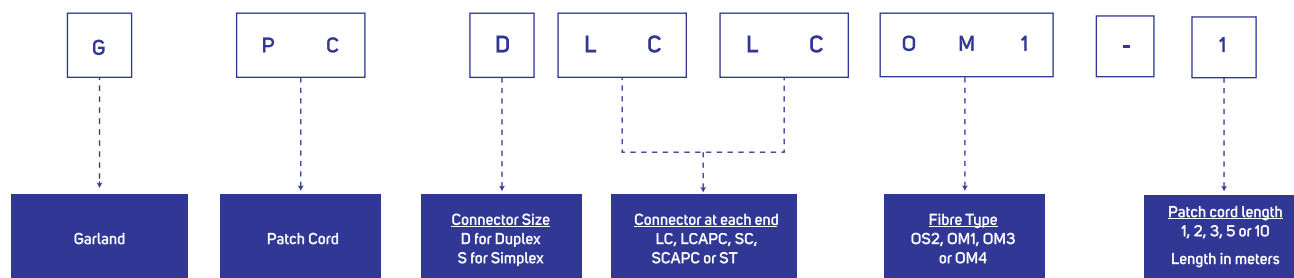 G P C D L C L C O M 1 - 1
Garland
Patch Cord
Connector Size
D for Duplex
S for Simplex
Connector at each end
LC, LCAPC, SC,
SCAPC or ST
Fibre Type
OS2, OM1, OM3
or OM4
Patch cord length
1, 2, 3, 5 or 10
Length in meters